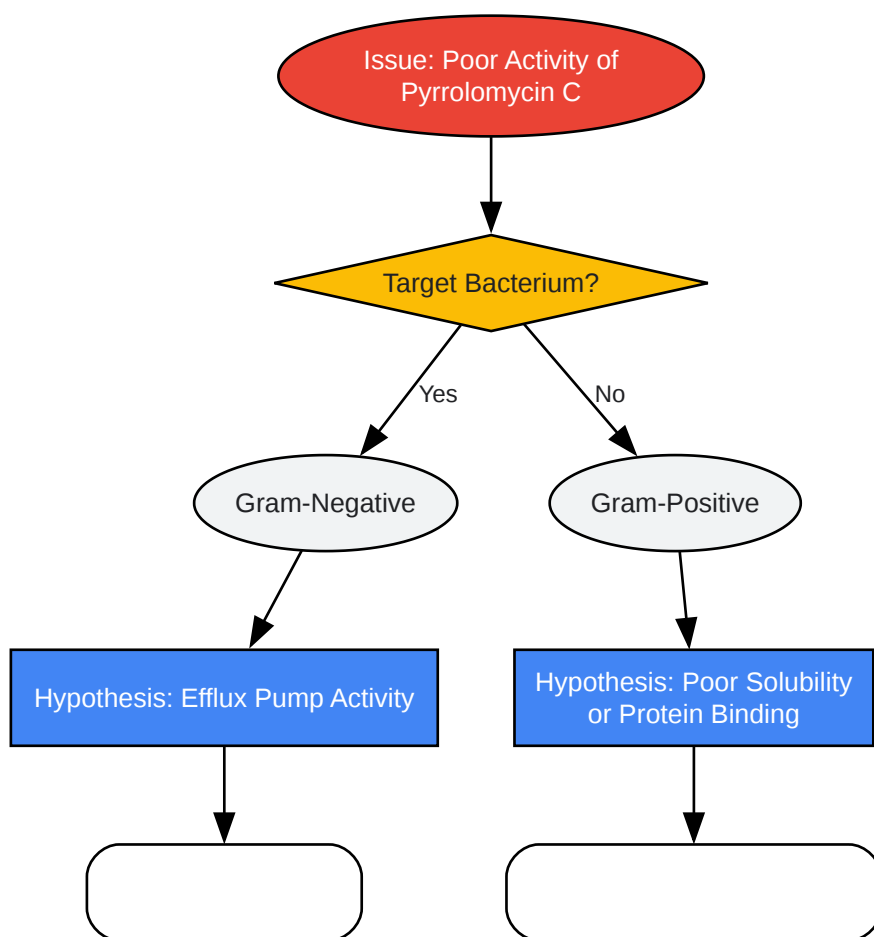 Issue: Poor Activity of
Pyrrolomycin C
Target Bacterium?
Yes
No
Gram-Negative
Gram-Positive
Hypothesis: Efflux Pump Activity
Hypothesis: Poor Solubility
or Protein Binding